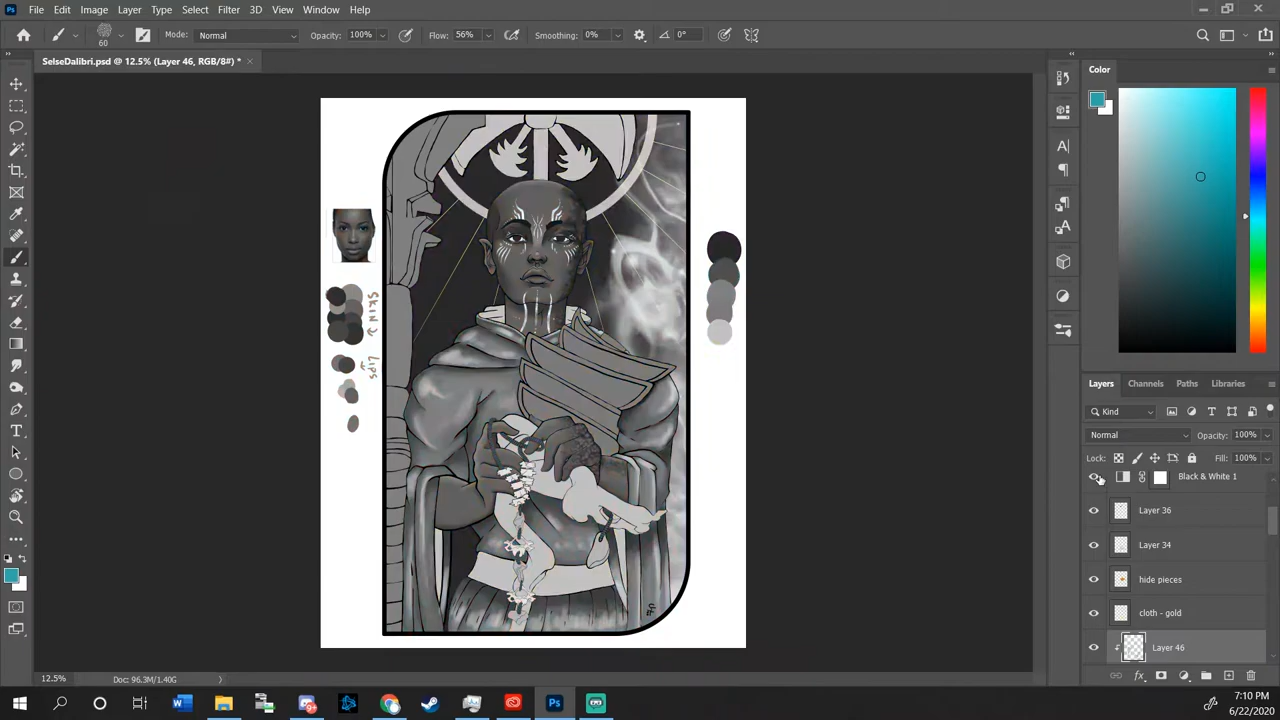 File Edit Image Layer Type Select Filter 3D View Window Help
60 Mode: Normal Opacity: 100% Flow: 56% Smoothing: 0% 0°
SelseDalibri.psd @ 12.5% (Layer 46, RGB/8#) *
Color
SKIN
LIPS
Layers Channels Paths Libraries
Kind
Normal Opacity: 100%
Lock: Fill: 100%
Black & White 1
Layer 36
Layer 34
hide pieces
cloth - gold
Layer 46
12.5% Doc: 96.3M/1.40G
7:10 PM
6/22/2020